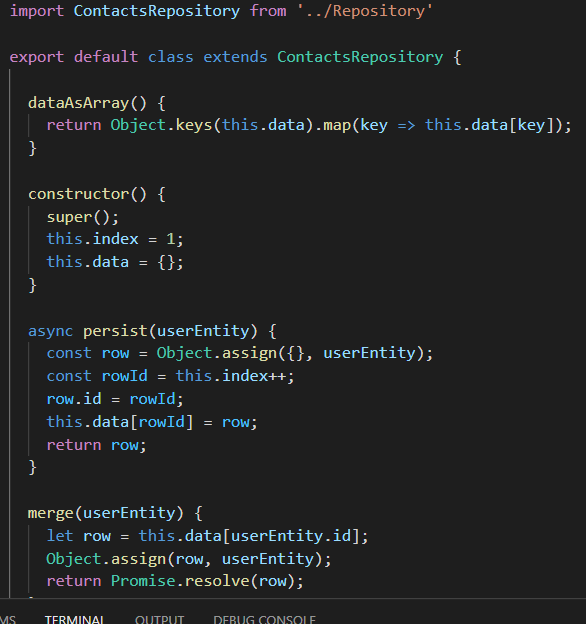 import ContactsRepository from '../Repository'
export default class extends ContactsRepository {
dataAsArray() {
return Object.keys(this.data).map(key => this.data[key]);
}
constructor() {
super();
this.index = 1;
this.data = {};
}
async persist(userEntity) {
const row = Object.assign({}, userEntity);
const rowId = this.index++;
row.id = rowId;
this.data[rowId] = row;
return row;
}
merge(userEntity) {
let row = this.data[userEntity.id];
Object.assign(row, userEntity);
return Promise.resolve(row);
MS TERMINAL OUTPUT DEBUG CONSOLE